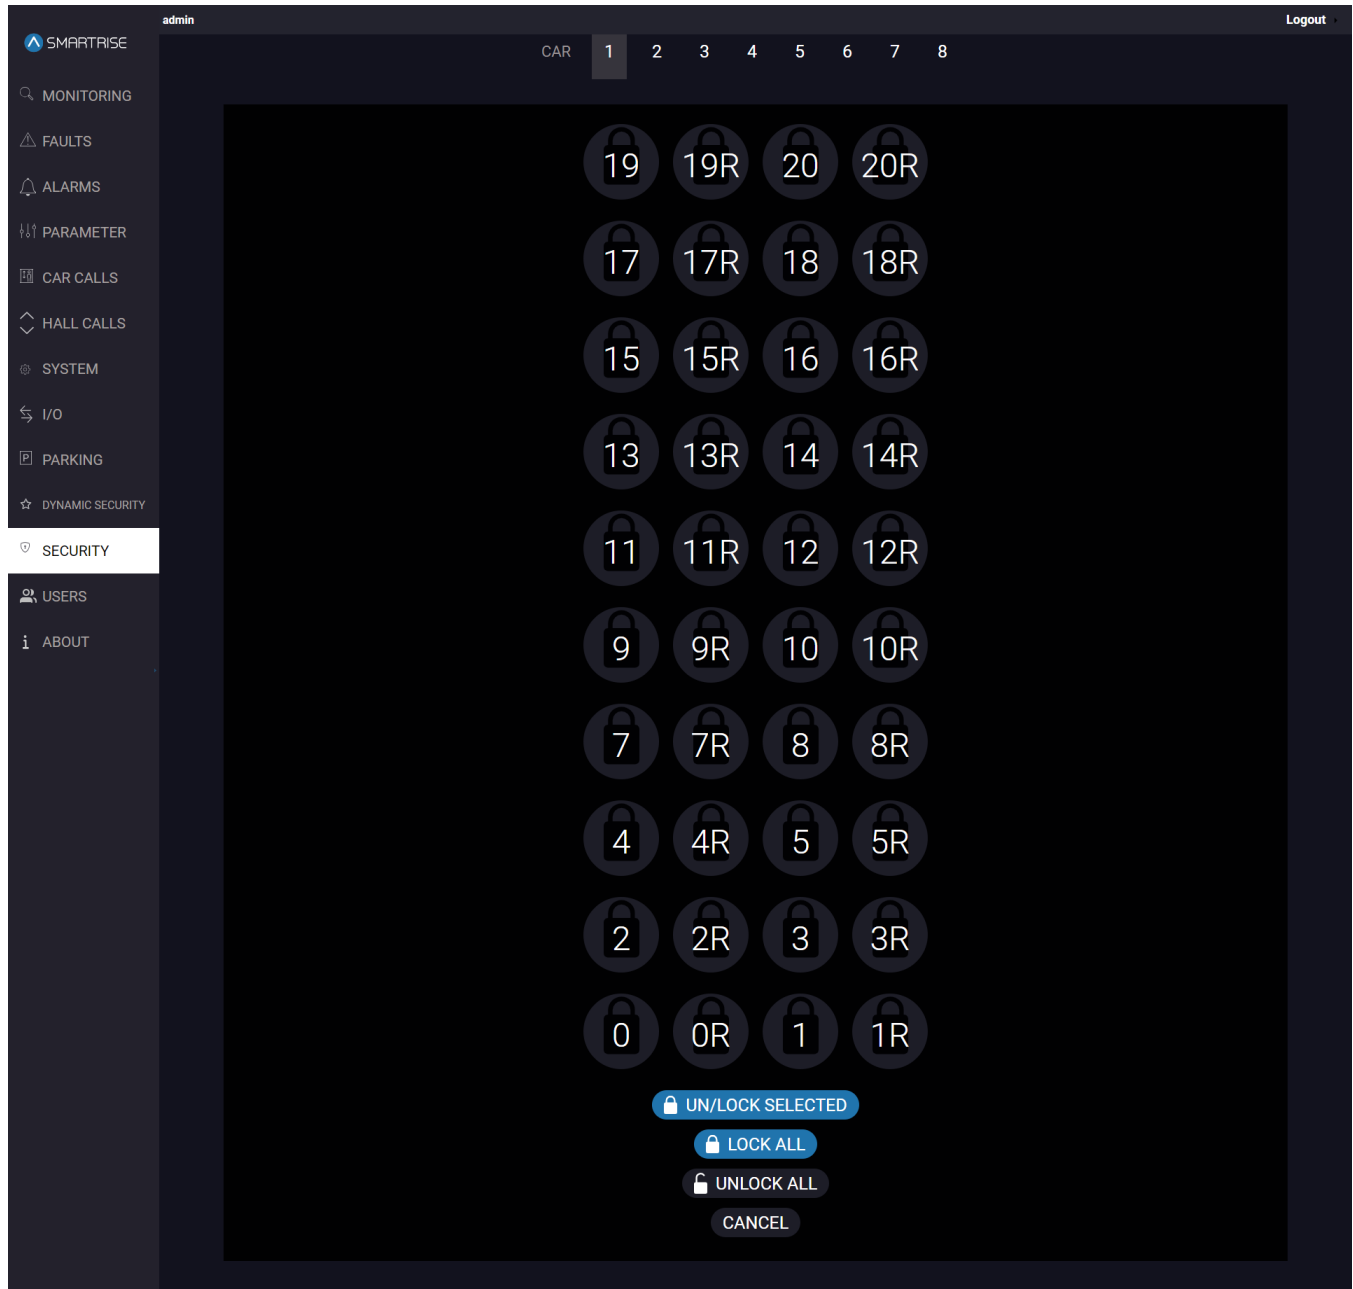 admin
Logout
SMARTRISE
CAR 1 2 3 4 5 6 7 8
MONITORING
FAULTS
ALARMS
PARAMETER
CAR CALLS
HALL CALLS
SYSTEM
I/O
PARKING
DYNAMIC SECURITY
SECURITY
USERS
ABOUT
19 19R 20 20R
17 17R 18 18R
15 15R 16 16R
13 13R 14 14R
11 11R 12 12R
9 9R 10 10R
7 7R 8 8R
4 4R 5 5R
2 2R 3 3R
0 0R 1 1R
UN/LOCK SELECTED
LOCK ALL
UNLOCK ALL
CANCEL